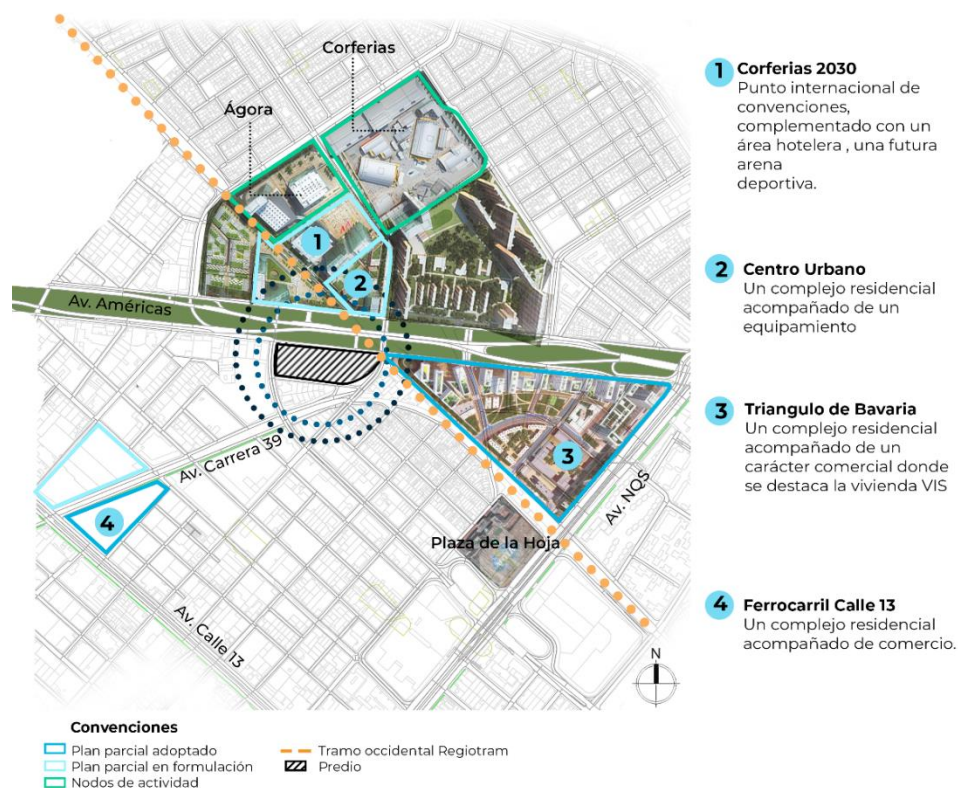 Corferias
Ágora
1
2
Av. Américas
Av. Carrera 39
3
4
Av. NQS
Plaza de la Hoja
Av. Calle 13
N
1 Corferias 2030
Punto internacional de
convenciones,
complementado con un
área hotelera , una futura
arena
deportiva.
2 Centro Urbano
Un complejo residencial
acompañado de un
equipamiento
3 Triangulo de Bavaria
Un complejo residencial
acompañado de un
carácter comercial donde
se destaca la vivienda VIS
4 Ferrocarril Calle 13
Un complejo residencial
acompañado de comercio.
Convenciones
Plan parcial adoptado
Plan parcial en formulación
Nodos de actividad
Tramo occidental Regiotram
Predio